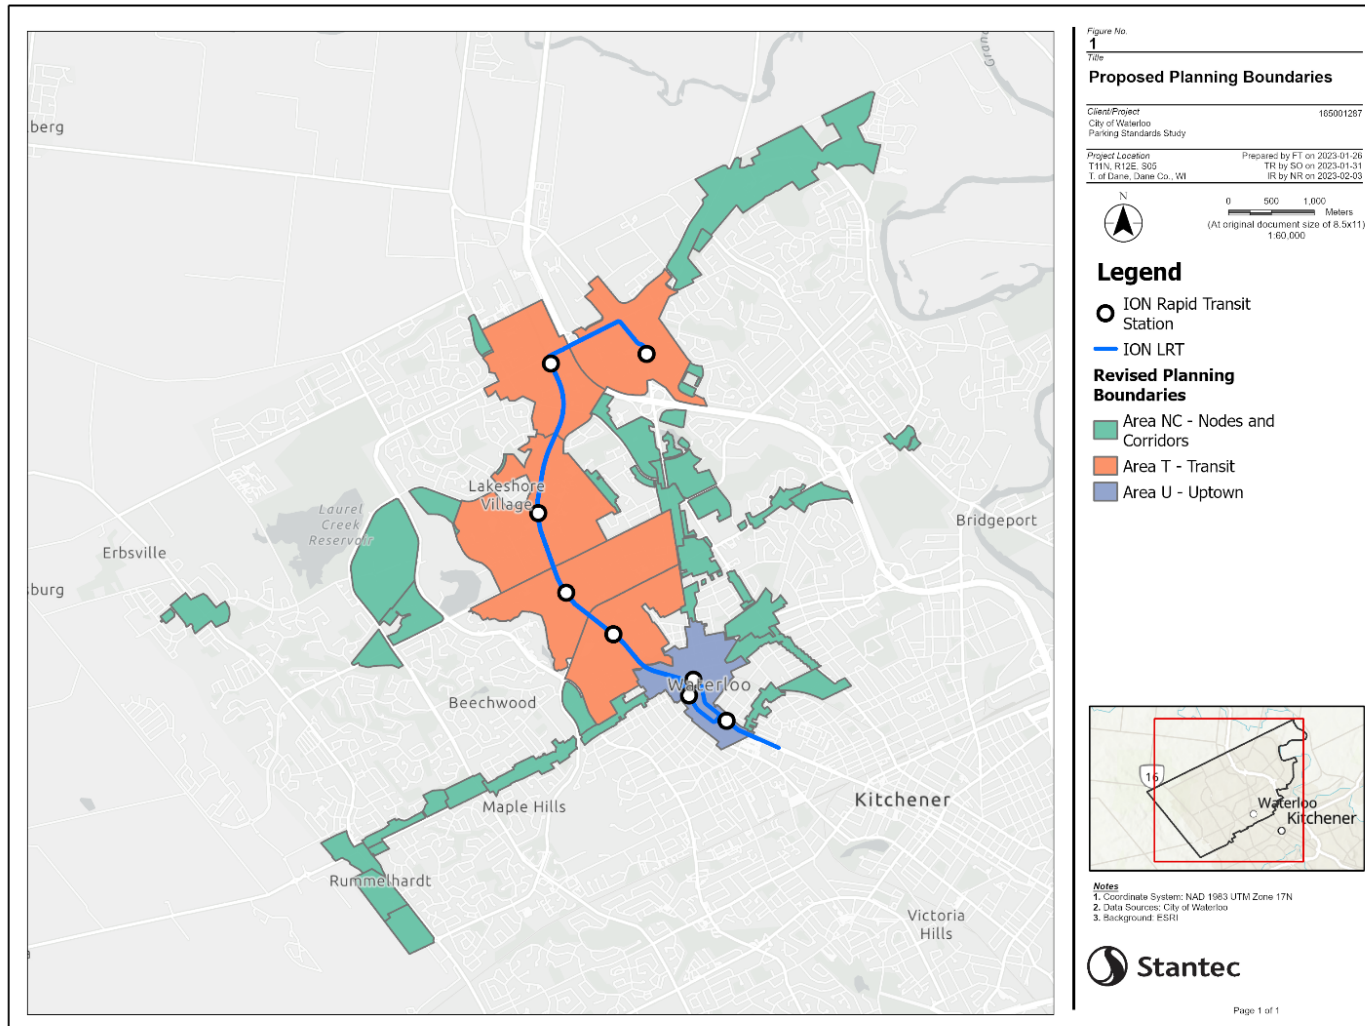 Figure No.
1
Title
Proposed Planning Boundaries
Client/Project 165001287
City of Waterloo
Parking Standards Study
Project Location Prepared by FT on 2023-01-26
T11N, R12E, S05 TR by SO on 2023-01-31
T. of Dane, Dane Co., WI IR by NR on 2023-02-03
N
0 500 1,000
Meters
(At original document size of 8.5x11)
1:60,000
Legend
ION Rapid Transit
Station
ION LRT
Revised Planning
Boundaries
Area NC - Nodes and
Corridors
Area T - Transit
Area U - Uptown
16
Waterloo
Kitchener
Notes
1. Coordinate System: NAD 1983 UTM Zone 17N
2. Data Sources: City of Waterloo
3. Background: ESRI
Stantec
Page 1 of 1
lberg
Gran
Lakeshore
Village
Laurel
Creek
Reservoir
Bridgeport
Erbsville
sburg
Waterloo
Beechwood
Maple Hills
Kitchener
Rummelhardt
Victoria
Hills